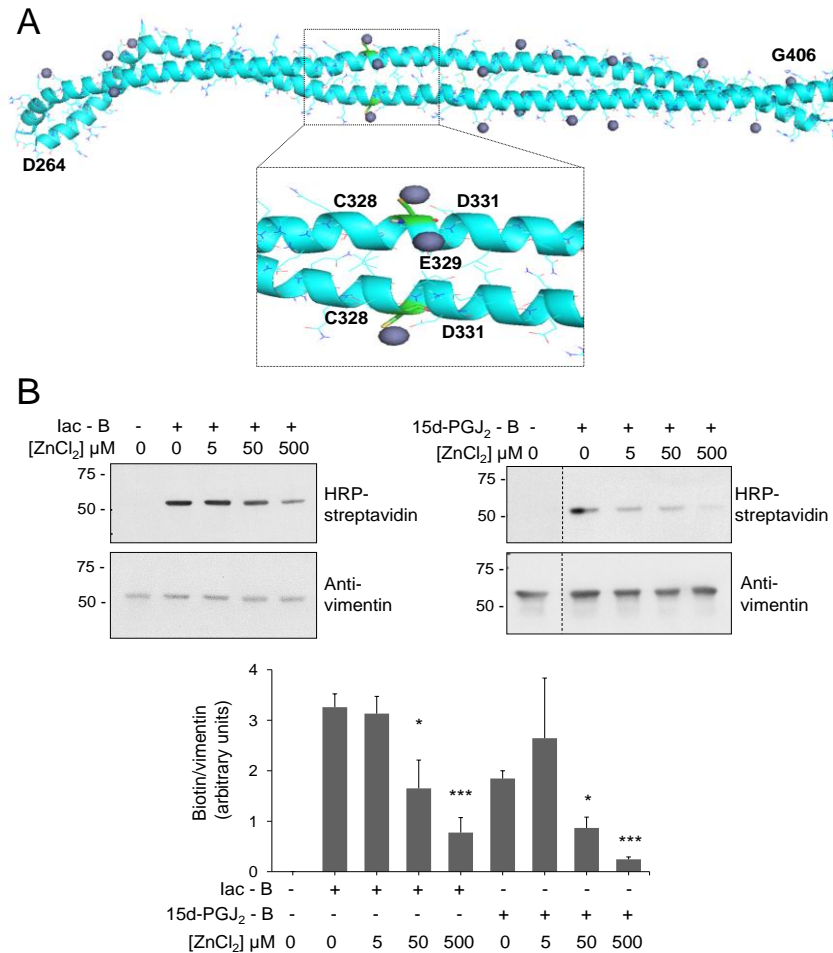 A
G406
D264
C328 D331
E329
C328 D331
B
Iac - B - + + + +
[ZnCl2] µM 0 0 5 50 500
75 -
50 -
HRP-
streptavidin
75 -
50 -
Anti-
vimentin
15d-PGJ2 - B - + + + +
[ZnCl2] µM 0 0 5 50 500
75 -
50 -
HRP-
streptavidin
75 -
50 -
Anti-
vimentin
Biotin/vimentin
(arbitrary units)
4
3
2
1
0
* *** * ***
Iac - B - + + + + - - - -
15d-PGJ2 - B - - - - - + + + +
[ZnCl2] µM 0 0 5 50 500 0 5 50 500